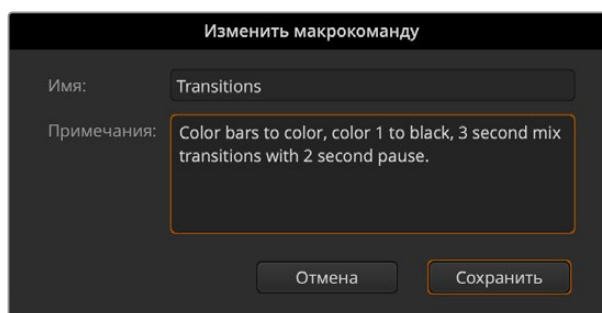 Изменить макрокоманду
Имя: Transitions
Примечания: Color bars to color, color 1 to black, 3 second mix
transitions with 2 second pause.
Отмена Сохранить